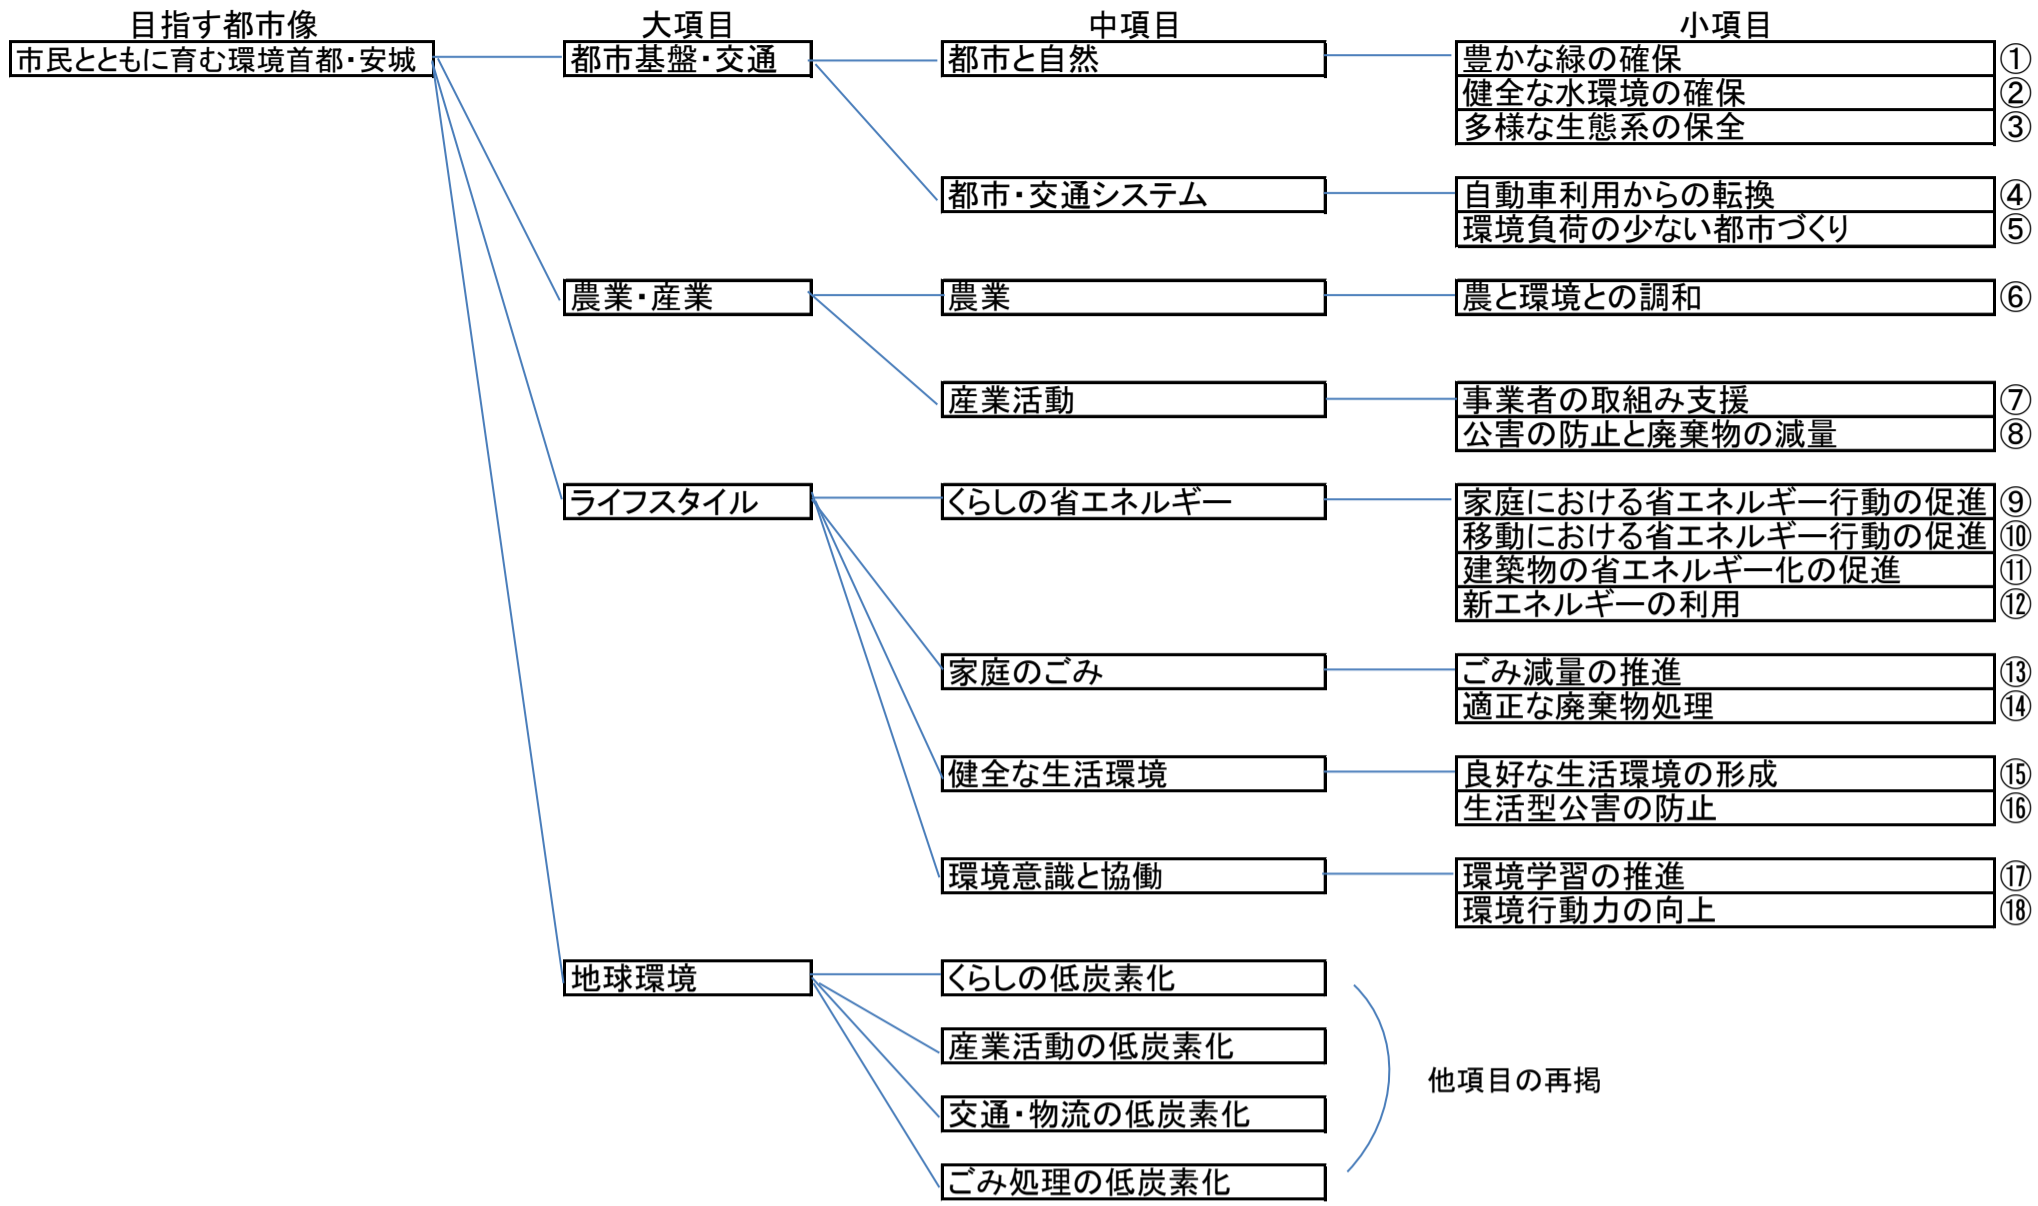 目指す都市像 大項目 中項目 小項目
市民とともに育む環境首都・安城 都市基盤・交通 都市と自然 豊かな緑の確保 ①
健全な水環境の確保 ②
多様な生態系の保全 ③
都市・交通システム 自動車利用からの転換 ④
環境負荷の少ない都市づくり ⑤
農業・産業 農業 農と環境との調和 ⑥
産業活動 事業者の取組み支援 ⑦
公害の防止と廃棄物の減量 ⑧
ライフスタイル くらしの省エネルギー 家庭における省エネルギー行動の促進 ⑨
移動における省エネルギー行動の促進 ⑩
建築物の省エネルギー化の促進 ⑪
新エネルギーの利用 ⑫
家庭のごみ ごみ減量の推進 ⑬
適正な廃棄物処理 ⑭
健全な生活環境 良好な生活環境の形成 ⑮
生活型公害の防止 ⑯
環境意識と協働 環境学習の推進 ⑰
環境行動力の向上 ⑱
地球環境 くらしの低炭素化
産業活動の低炭素化
他項目の再掲
交通・物流の低炭素化
ごみ処理の低炭素化